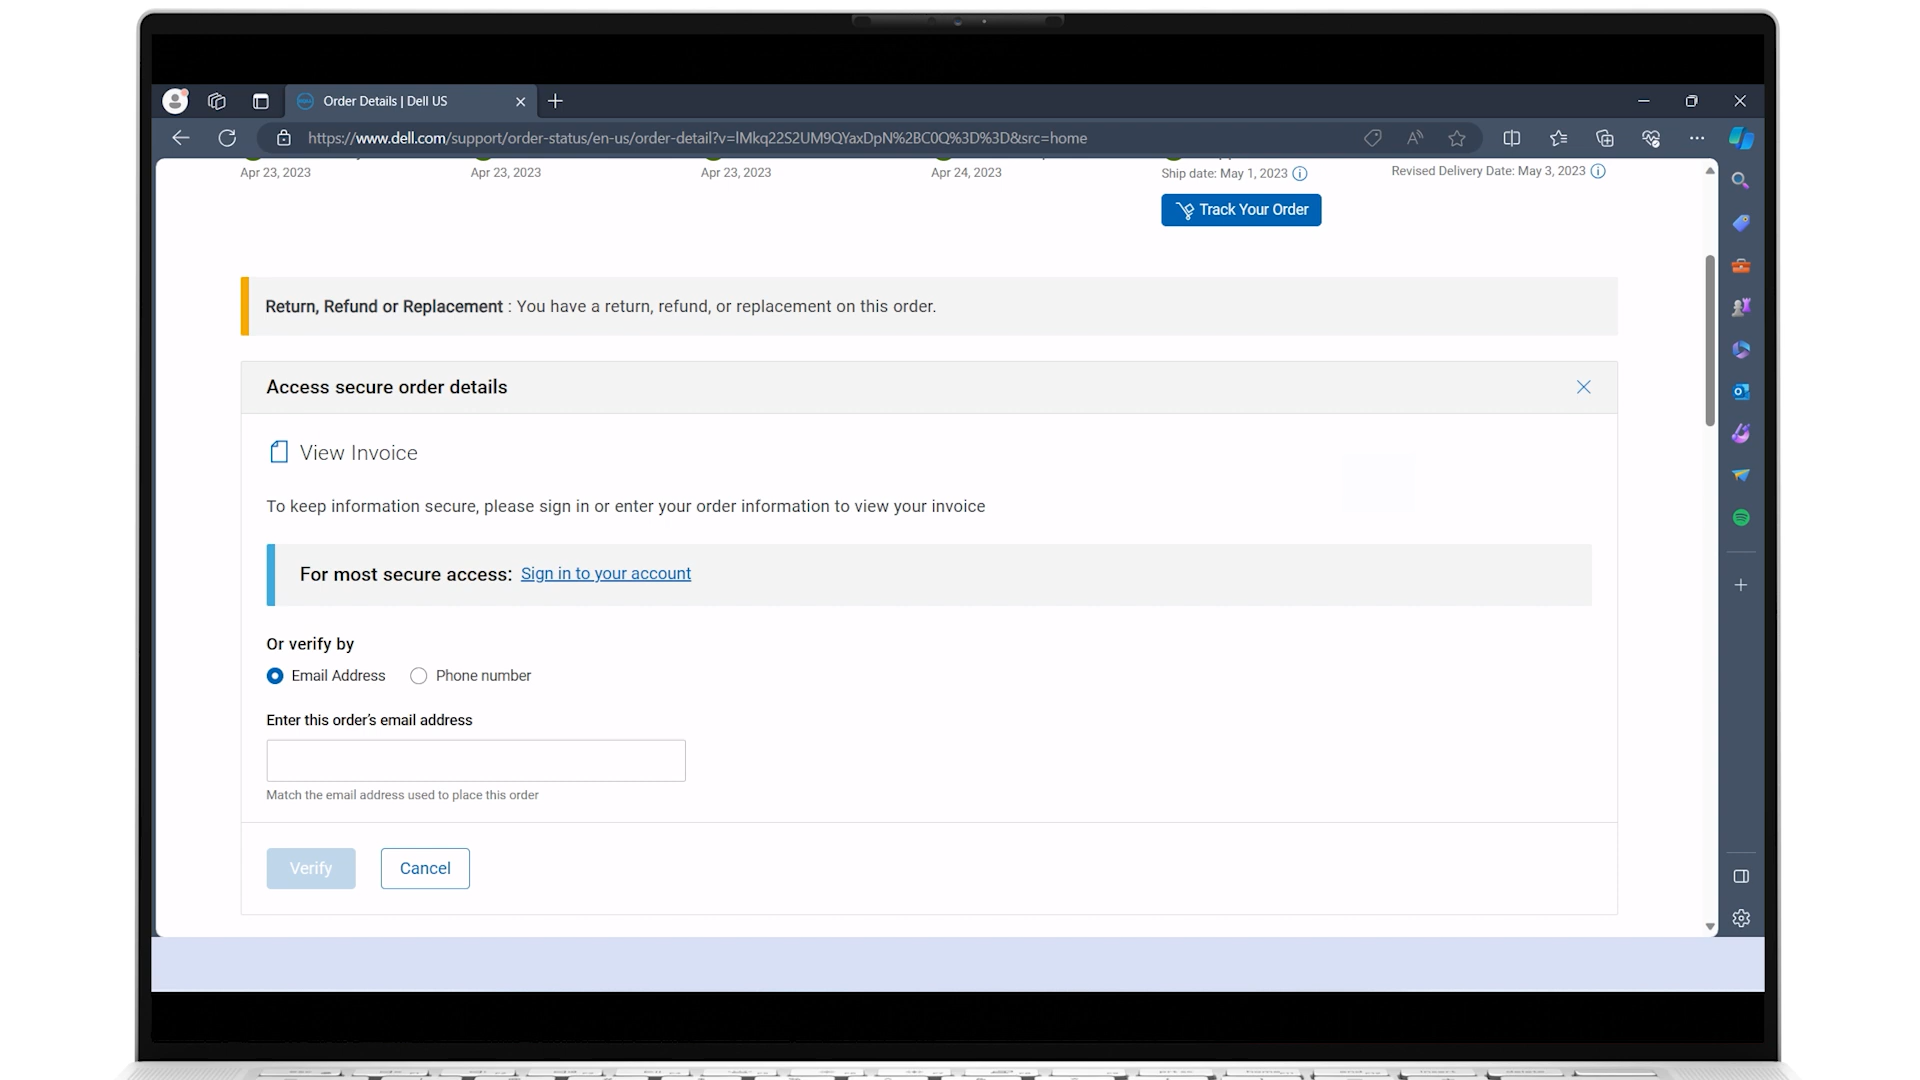 Order Details | Dell US
https://www.dell.com/support/order-status/en-us/order-detail?v=lMkq22S2UM9QYaxDpN%2BC0Q%3D%3D&src=home
Apr 23, 2023
Apr 23, 2023
Apr 23, 2023
Apr 24, 2023
Ship date: May 1, 2023
Revised Delivery Date: May 3, 2023
Track Your Order
Return, Refund or Replacement : You have a return, refund, or replacement on this order.
Access secure order details
View Invoice
To keep information secure, please sign in or enter your order information to view your invoice
For most secure access: Sign in to your account
Or verify by
Email Address
Phone number
Enter this order's email address
Match the email address used to place this order
Verify
Cancel